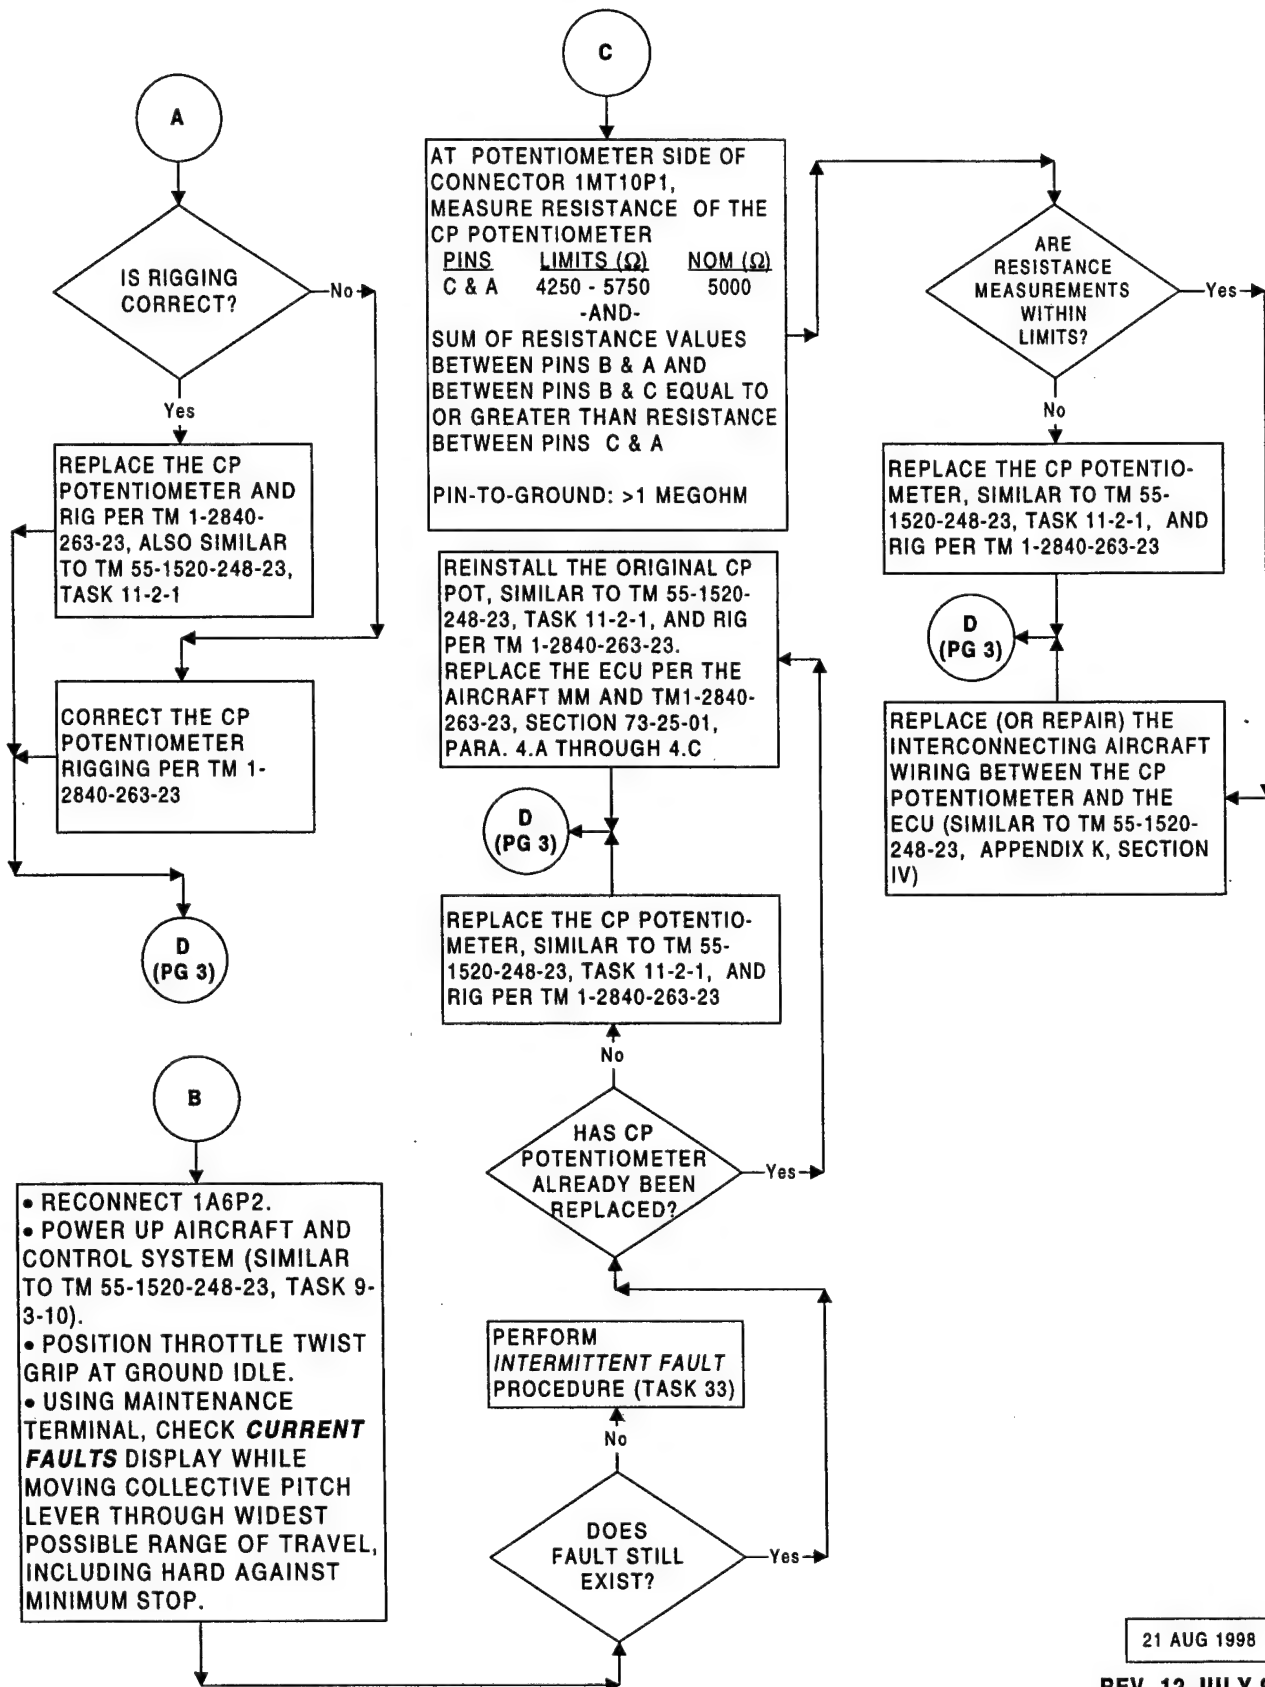 A
IS RIGGING
CORRECT?
No
Yes
REPLACE THE CP
POTENTIOMETER AND
RIG PER TM 1-2840-
263-23, ALSO SIMILAR
TO TM 55-1520-248-23,
TASK 11-2-1
CORRECT THE CP
POTENTIOMETER
RIGGING PER TM 1-
2840-263-23
D
(PG 3)
B
• RECONNECT 1A6P2.
• POWER UP AIRCRAFT AND
CONTROL SYSTEM (SIMILAR
TO TM 55-1520-248-23, TASK 9-
3-10).
• POSITION THROTTLE TWIST
GRIP AT GROUND IDLE.
• USING MAINTENANCE
TERMINAL, CHECK CURRENT
FAULTS DISPLAY WHILE
MOVING COLLECTIVE PITCH
LEVER THROUGH WIDEST
POSSIBLE RANGE OF TRAVEL,
INCLUDING HARD AGAINST
MINIMUM STOP.
C
AT POTENTIOMETER SIDE OF
CONNECTOR 1MT10P1,
MEASURE RESISTANCE OF THE
CP POTENTIOMETER
PINS LIMITS (Ω) NOM (Ω)
C & A 4250 - 5750 5000
-AND-
SUM OF RESISTANCE VALUES
BETWEEN PINS B & A AND
BETWEEN PINS B & C EQUAL TO
OR GREATER THAN RESISTANCE
BETWEEN PINS C & A
PIN-TO-GROUND: >1 MEGOHM
REINSTALL THE ORIGINAL CP
POT, SIMILAR TO TM 55-1520-
248-23, TASK 11-2-1, AND RIG
PER TM 1-2840-263-23.
REPLACE THE ECU PER THE
AIRCRAFT MM AND TM1-2840-
263-23, SECTION 73-25-01,
PARA. 4.A THROUGH 4.C
D
(PG 3)
REPLACE THE CP POTENTIO-
METER, SIMILAR TO TM 55-
1520-248-23, TASK 11-2-1, AND
RIG PER TM 1-2840-263-23
No
HAS CP
POTENTIOMETER
ALREADY BEEN
REPLACED?
Yes
PERFORM
INTERMITTENT FAULT
PROCEDURE (TASK 33)
No
DOES
FAULT STILL
EXIST?
Yes
ARE
RESISTANCE
MEASUREMENTS
WITHIN
LIMITS?
Yes
No
REPLACE THE CP POTENTIO-
METER, SIMILAR TO TM 55-
1520-248-23, TASK 11-2-1, AND
RIG PER TM 1-2840-263-23
D
(PG 3)
REPLACE (OR REPAIR) THE
INTERCONNECTING AIRCRAFT
WIRING BETWEEN THE CP
POTENTIOMETER AND THE
ECU (SIMILAR TO TM 55-1520-
248-23, APPENDIX K, SECTION
IV)
21 AUG 1998
REV. 12 JULY